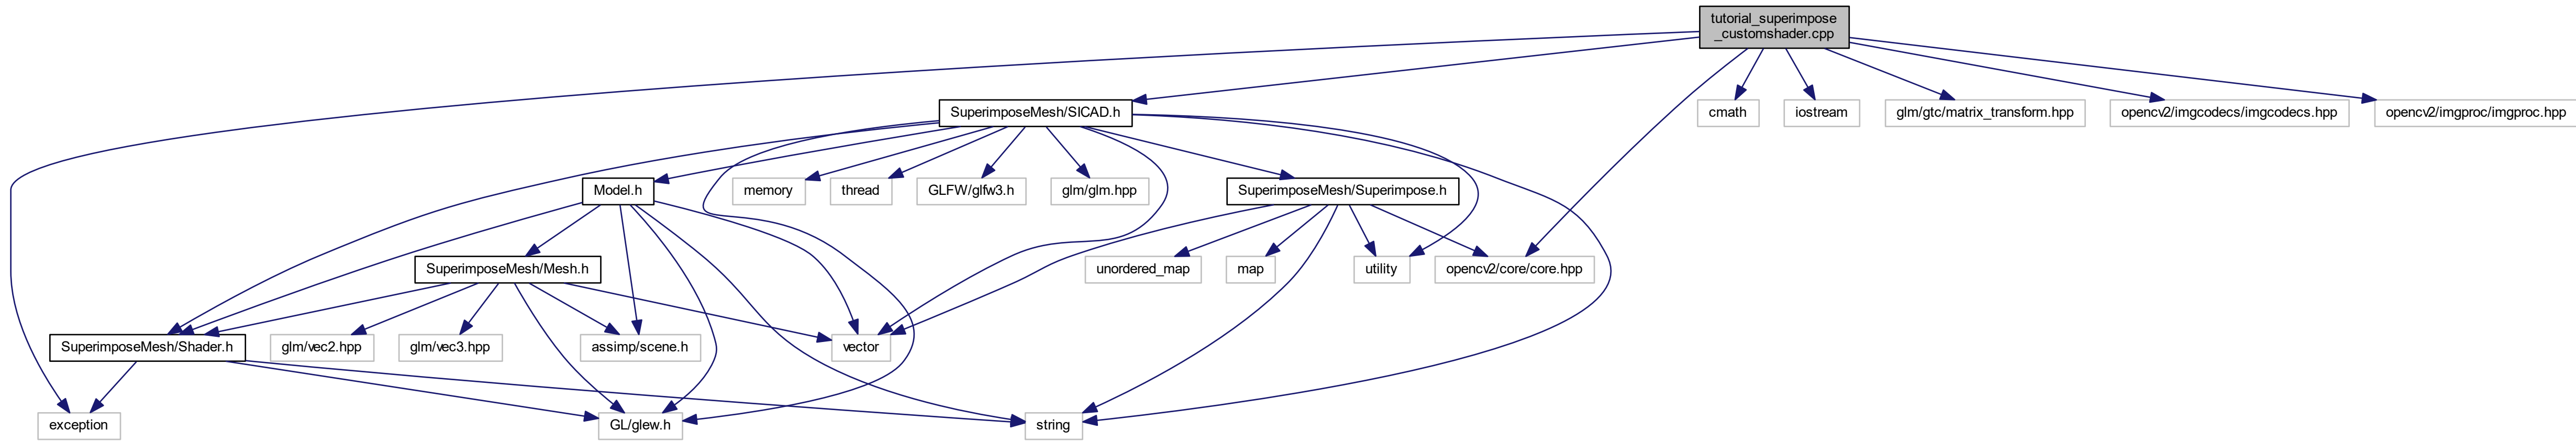 tutorial_superimpose
_customshader.cpp
SuperimposeMesh/SICAD.h
cmath
iostream
glm/gtc/matrix_transform.hpp
opencv2/imgcodecs/imgcodecs.hpp
opencv2/imgproc/imgproc.hpp
Model.h
memory
thread
GLFW/glfw3.h
glm/glm.hpp
SuperimposeMesh/Superimpose.h
SuperimposeMesh/Mesh.h
unordered_map
map
utility
opencv2/core/core.hpp
SuperimposeMesh/Shader.h
glm/vec2.hpp
glm/vec3.hpp
assimp/scene.h
vector
exception
GL/glew.h
string